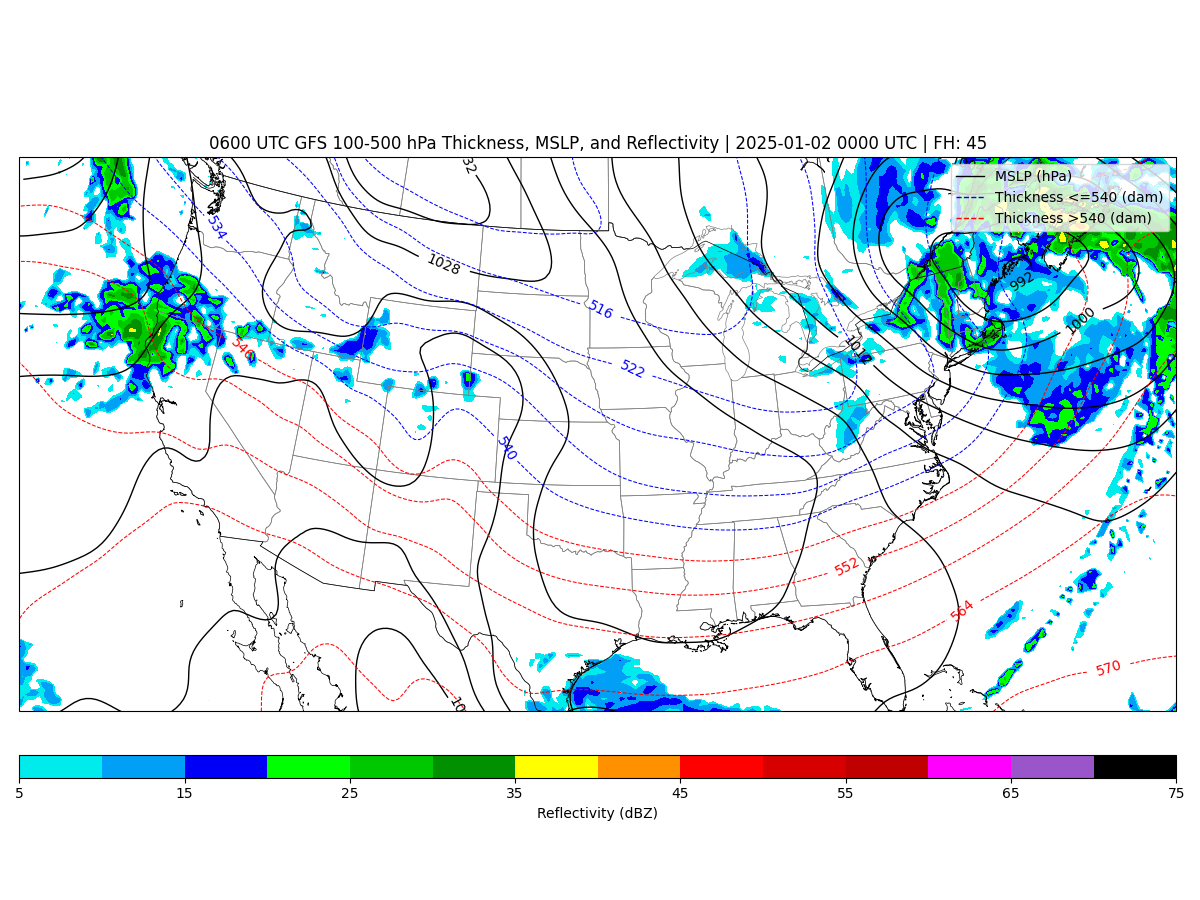 0600 UTC GFS 100-500 hPa Thickness, MSLP, and Reflectivity | 2025-01-02 0000 UTC | FH: 45
MSLP (hPa)
Thickness <=540 (dam)
Thickness >540 (dam)
32
534
1028
992
516
1000
546
522
540
552
564
570
10
5 15 25 35 45 55 65 75
Reflectivity (dBZ)